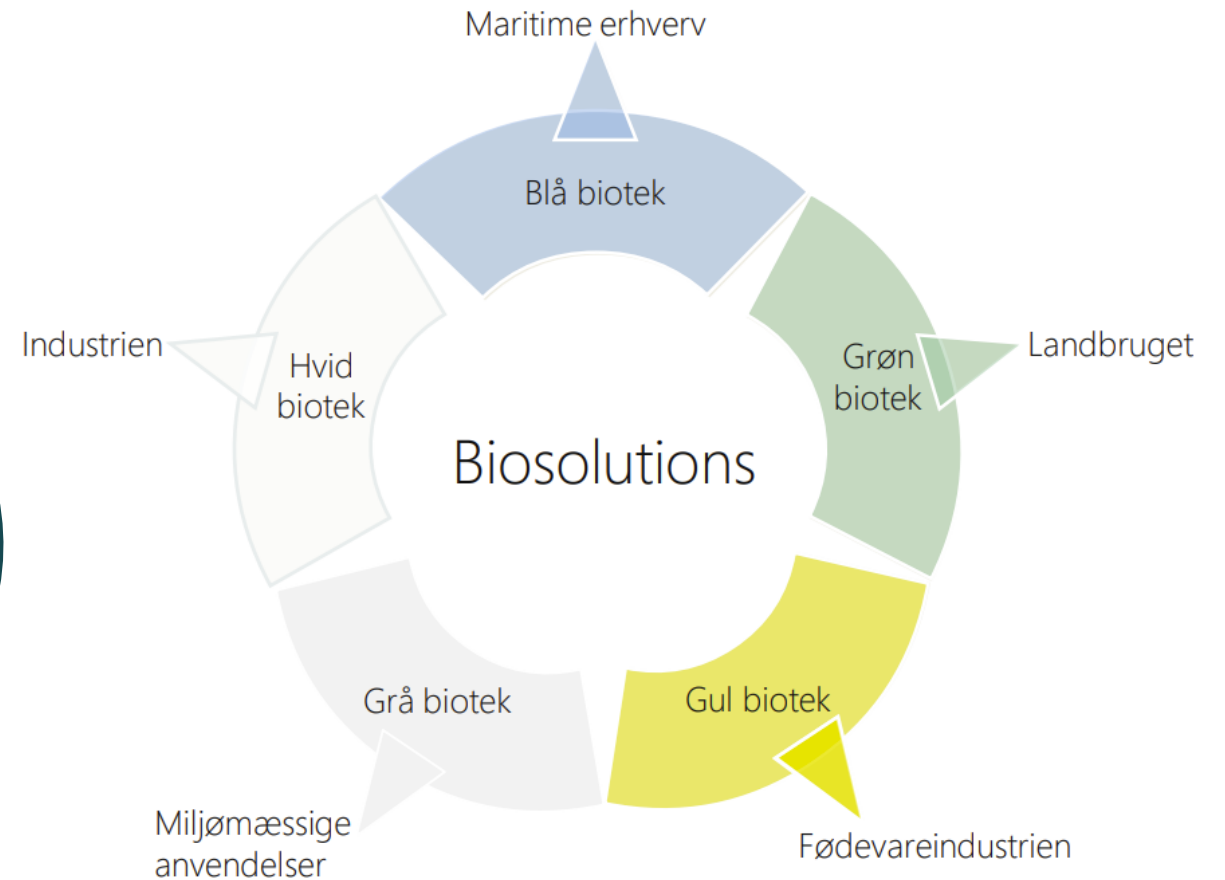 Maritime erhverv
Blå biotek
Industrien
Hvid
biotek
Grøn
biotek
Landbruget
Biosolutions
Grå biotek
Gul biotek
Miljømæssige
anvendelser
Fødevareindustrien